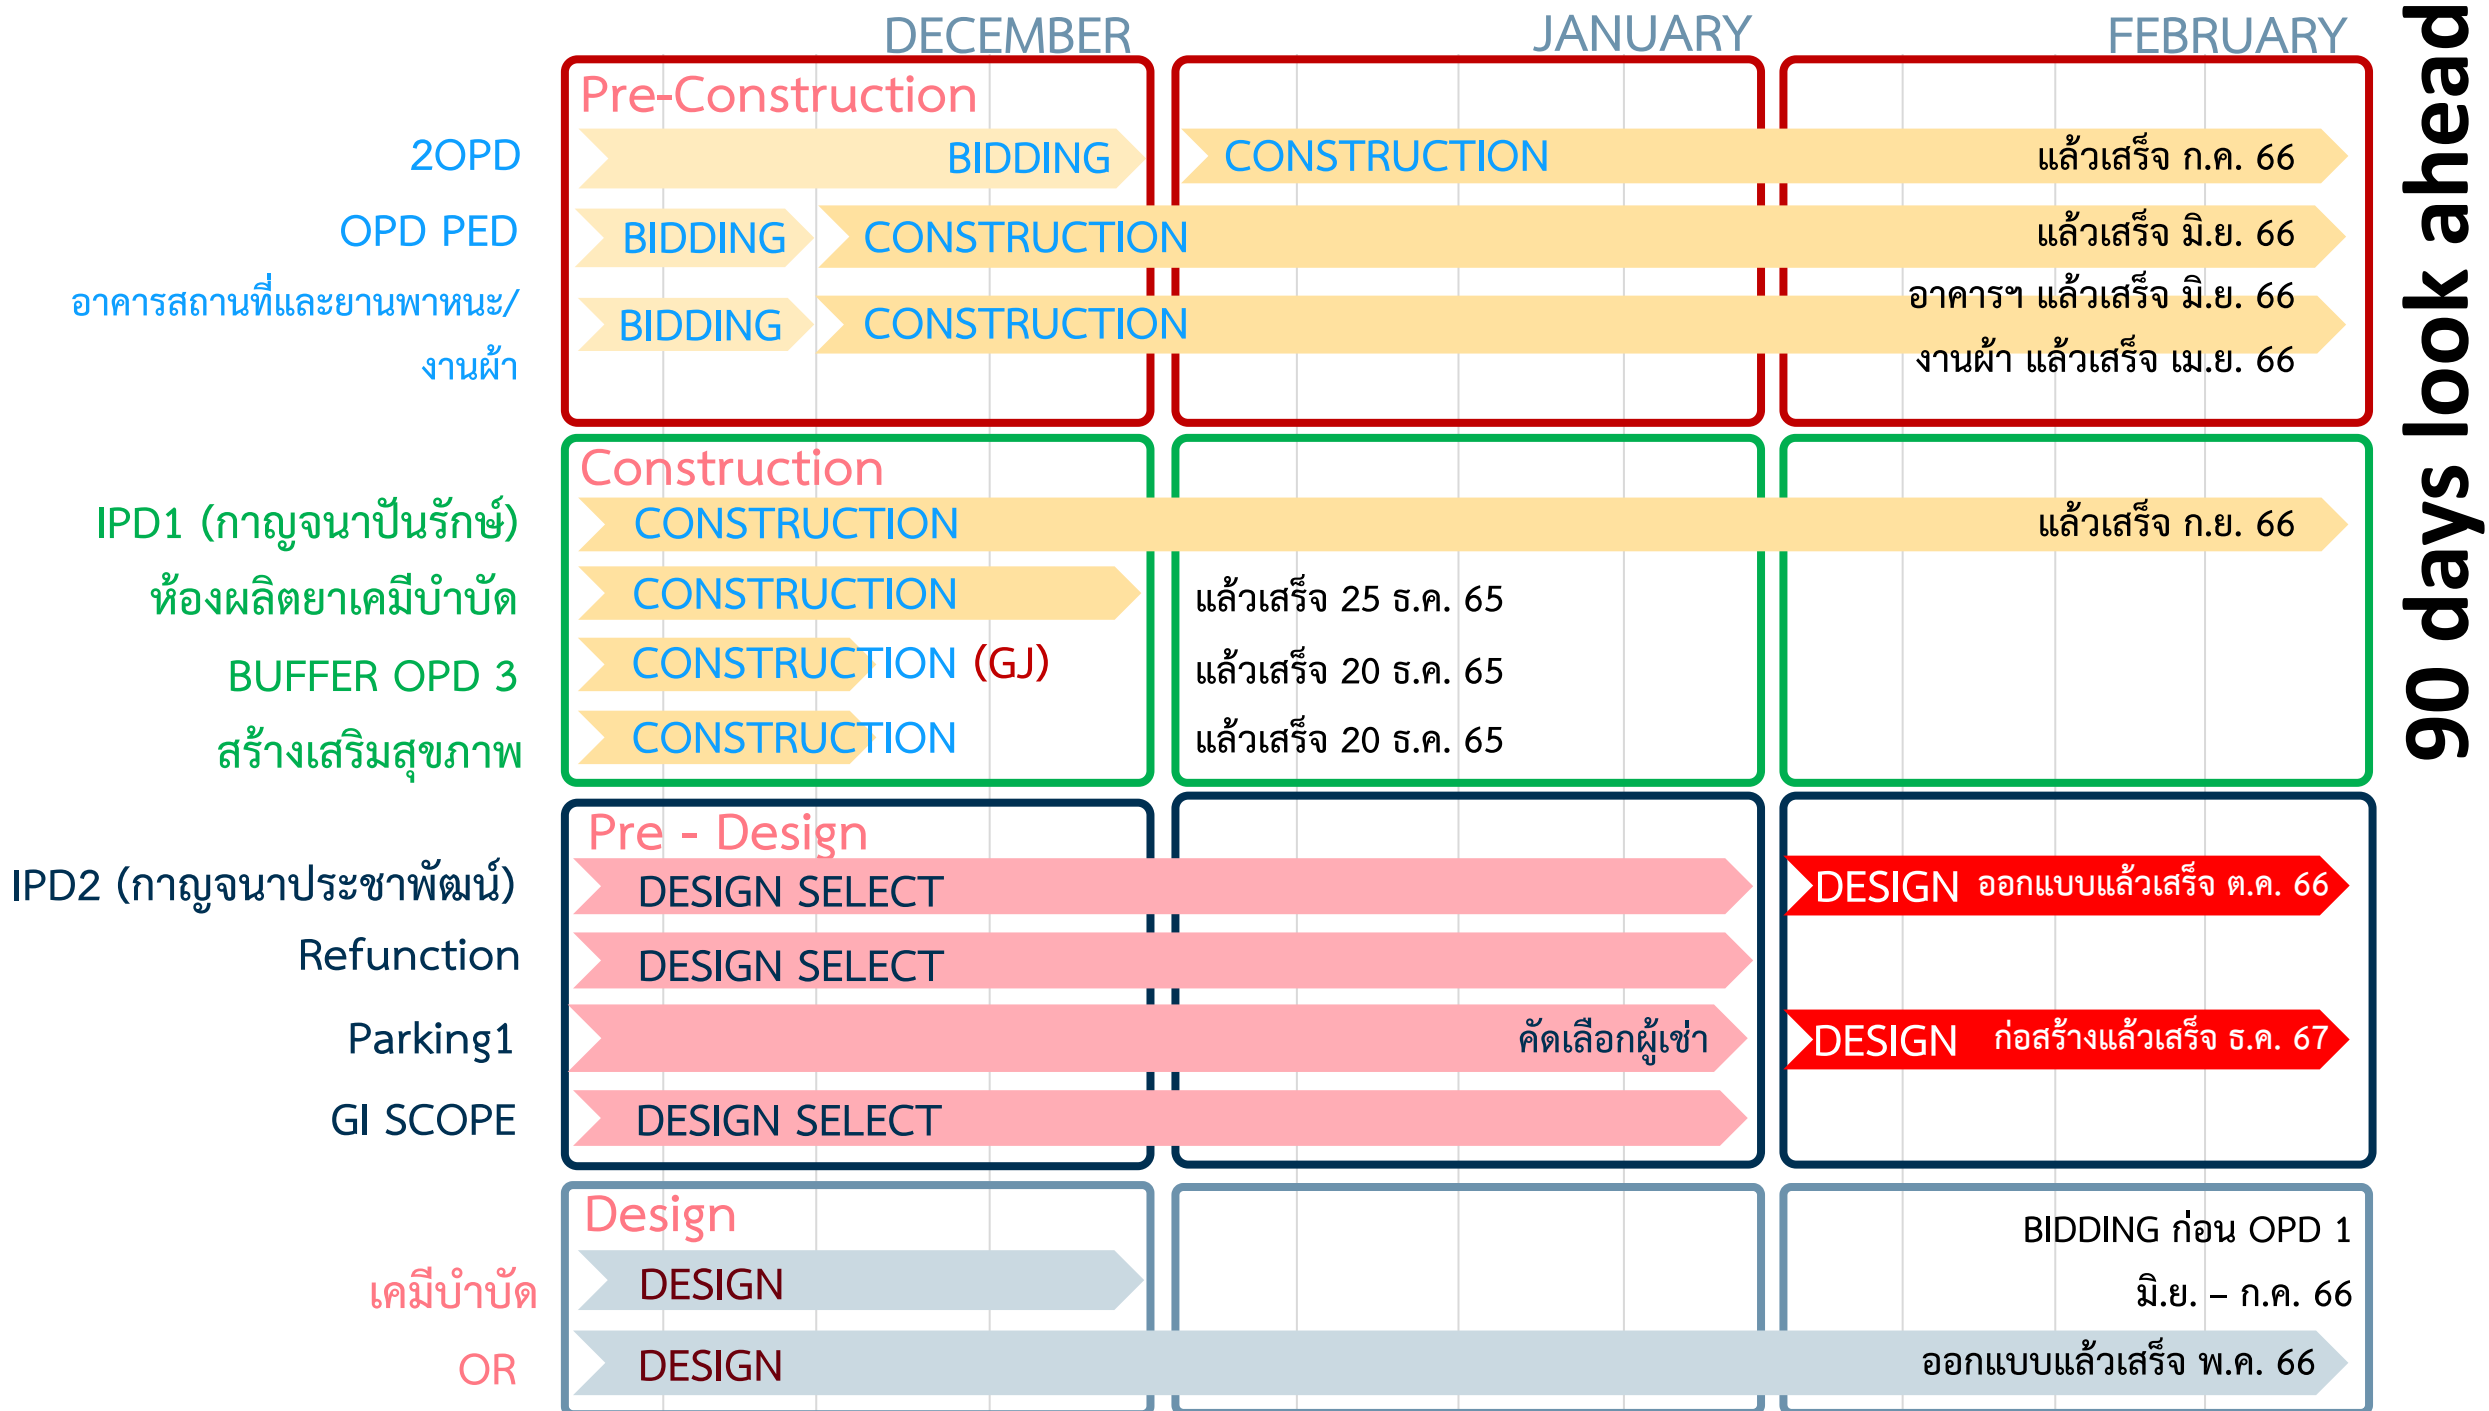 DECEMBER
JANUARY
FEBRUARY
90 days look ahead
Pre-Construction
2OPD
BIDDING
CONSTRUCTION
แล้วเสร็จ ก.ค. 66
OPD PED
BIDDING
CONSTRUCTION
แล้วเสร็จ มิ.ย. 66
อาคารสถานที่และยานพาหนะ/
งานผ้า
BIDDING
CONSTRUCTION
อาคารฯ แล้วเสร็จ มิ.ย. 66
งานผ้า แล้วเสร็จ เม.ย. 66
Construction
IPD1 (กาญจนาปันรักษ์)
CONSTRUCTION
แล้วเสร็จ ก.ย. 66
ห้องผลิตยาเคมีบำบัด
CONSTRUCTION
แล้วเสร็จ 25 ธ.ค. 65
BUFFER OPD 3
CONSTRUCTION (GJ)
แล้วเสร็จ 20 ธ.ค. 65
สร้างเสริมสุขภาพ
CONSTRUCTION
แล้วเสร็จ 20 ธ.ค. 65
Pre - Design
IPD2 (กาญจนาประชาพัฒน์)
DESIGN SELECT
DESIGN ออกแบบแล้วเสร็จ ต.ค. 66
Refunction
DESIGN SELECT
Parking1
คัดเลือกผู้เช่า
DESIGN ก่อสร้างแล้วเสร็จ ธ.ค. 67
GI SCOPE
DESIGN SELECT
Design
เคมีบำบัด
DESIGN
BIDDING ก่อน OPD 1
มิ.ย. – ก.ค. 66
OR
DESIGN
ออกแบบแล้วเสร็จ พ.ค. 66